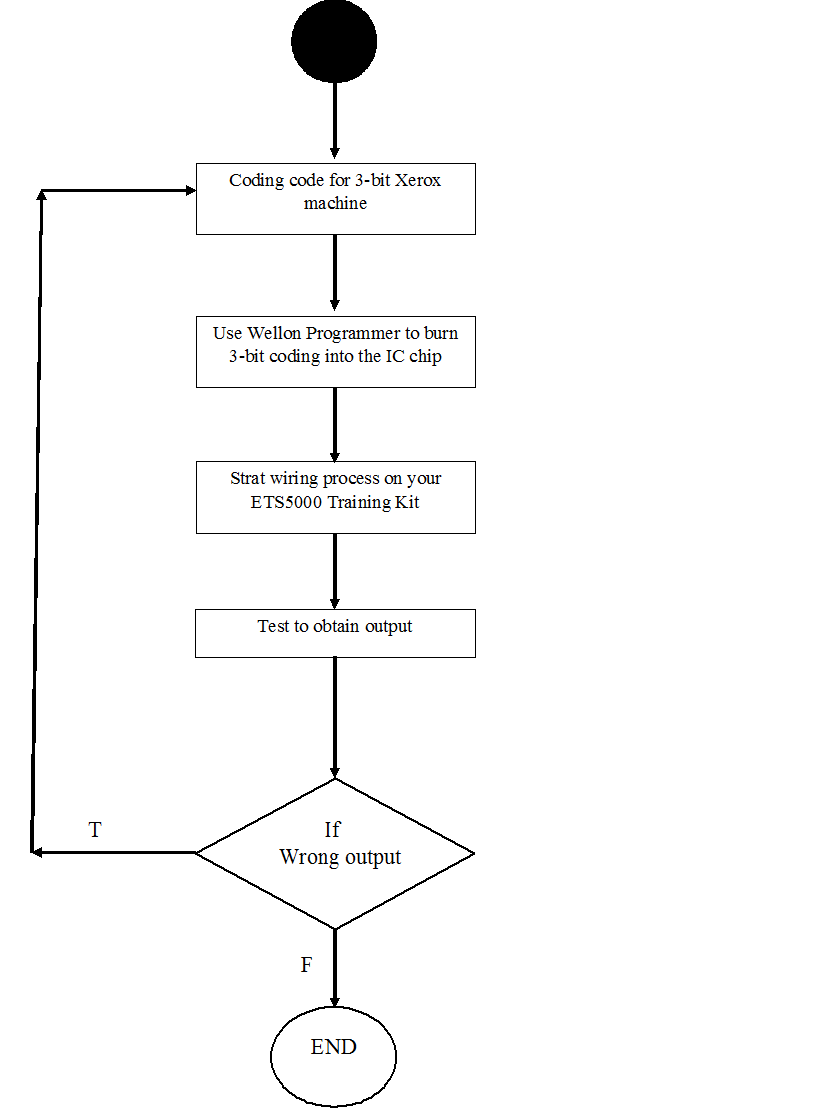 Coding code for 3-bit Xerox
machine
Use Wellon Programmer to burn
3-bit coding into the IC chip
Strat wiring process on your
ETS5000 Training Kit
Test to obtain output
T
If
Wrong output
F
END